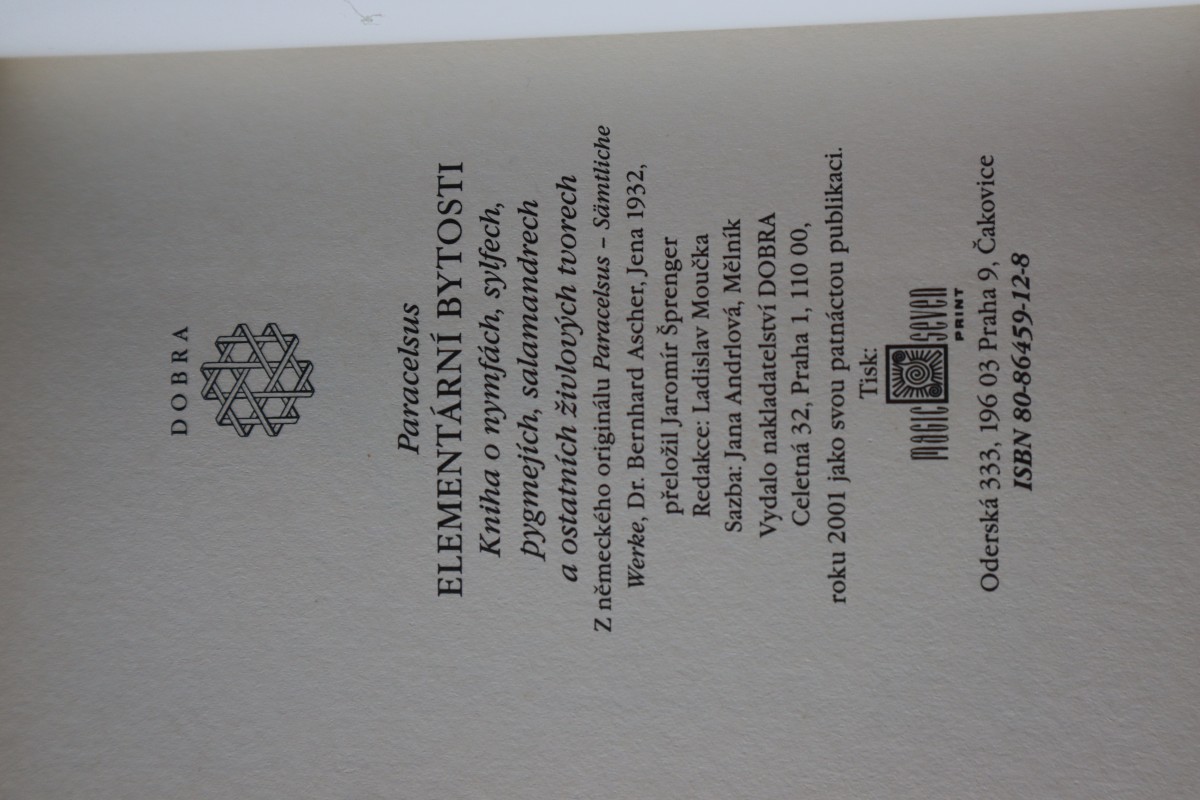 DOBRA
Paracelsus
ELEMENTÁRNÍ BYTOSTI
Kniha o nymfách, sylfech,
pygmejích, salamandrech
a ostatních živlových tvorech
Z německého originálu Paracelsus – Sämtliche
Werke, Dr. Bernhard Ascher, Jena 1932,
přeložil Jaromír Šprenger
Redakce: Ladislav Moučka
Sazba: Jana Andrlová, Mělník
Vydalo nakladatelství DOBRA
Celetná 32, Praha 1, 110 00,
roku 2001 jako svou patnáctou publikaci.
Tisk:
MAGIC SEVEN
PRINT
Oderská 333, 196 03 Praha 9, Čakovice
ISBN 80-86459-12-8